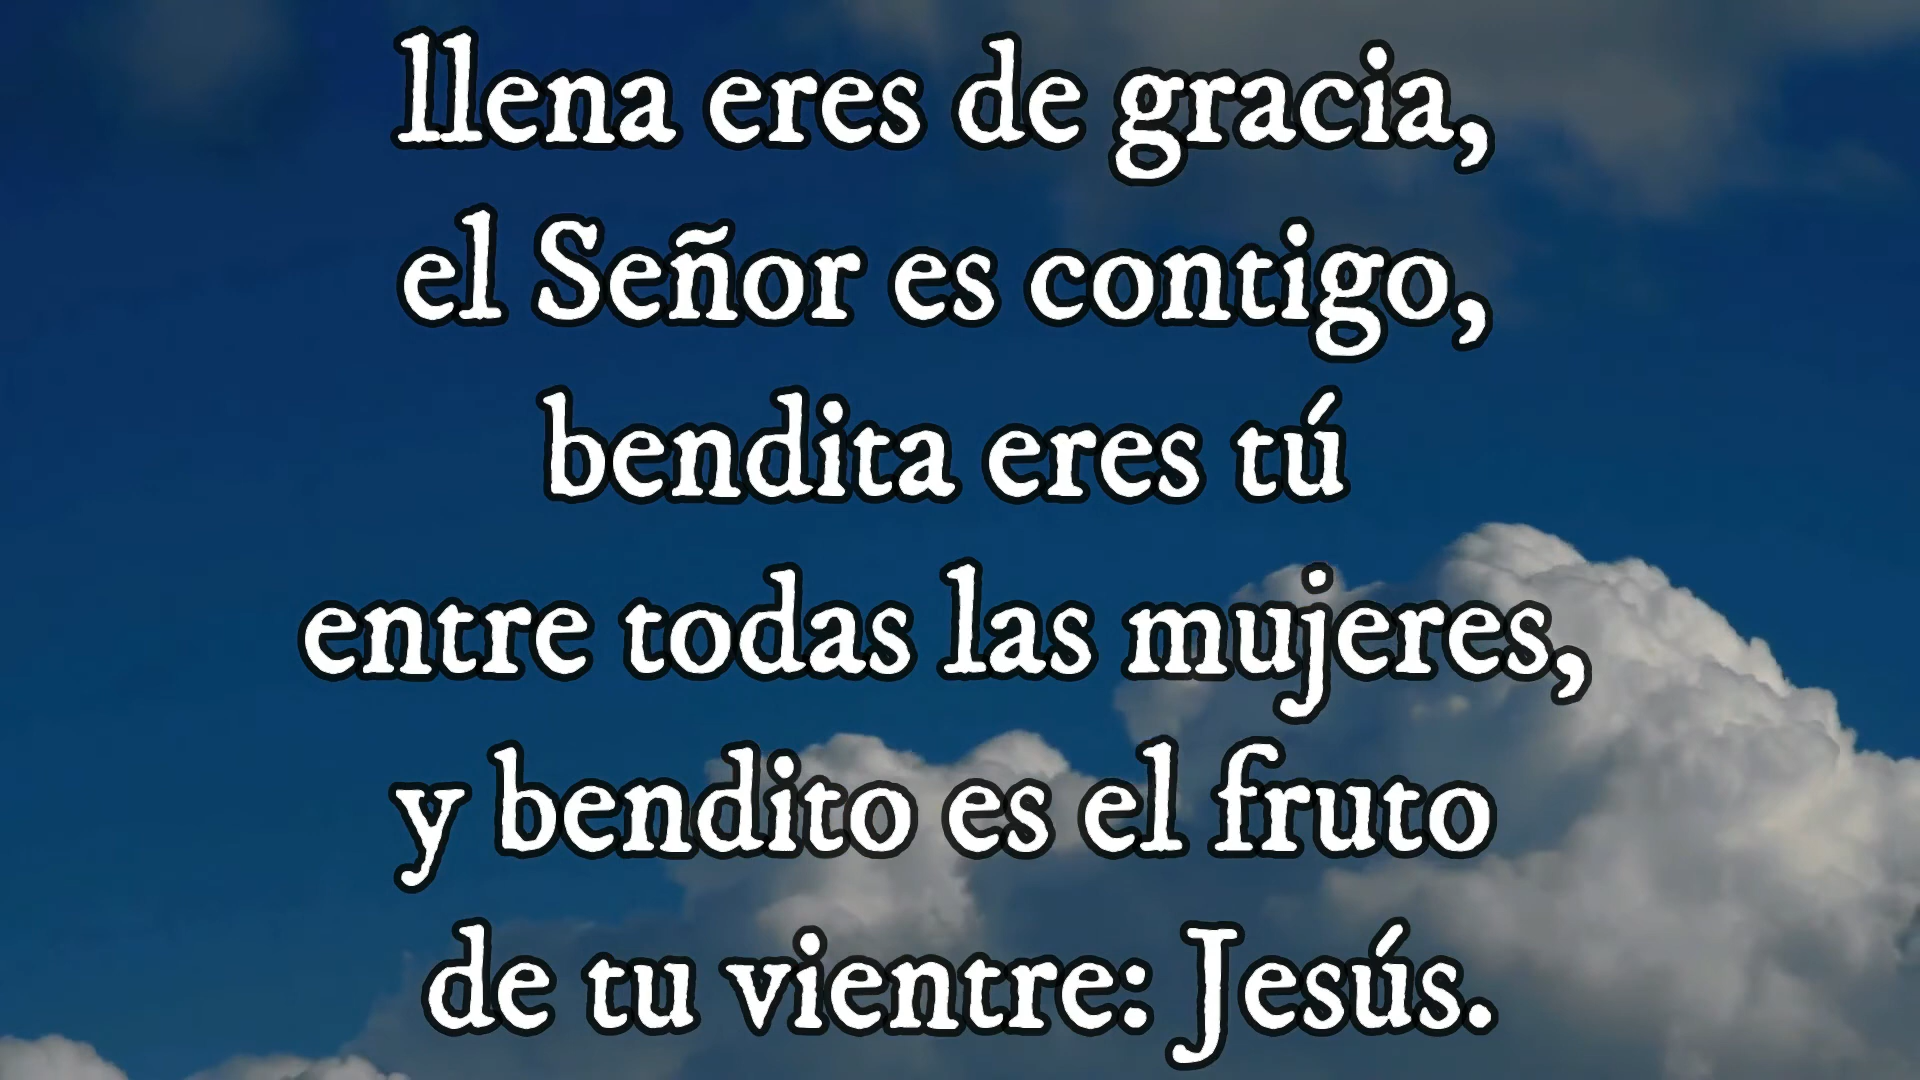 llena eres de gracia,
el Señor es contigo,
bendita eres tú
entre todas las mujeres,
y bendito es el fruto
de tu vientre: Jesús.